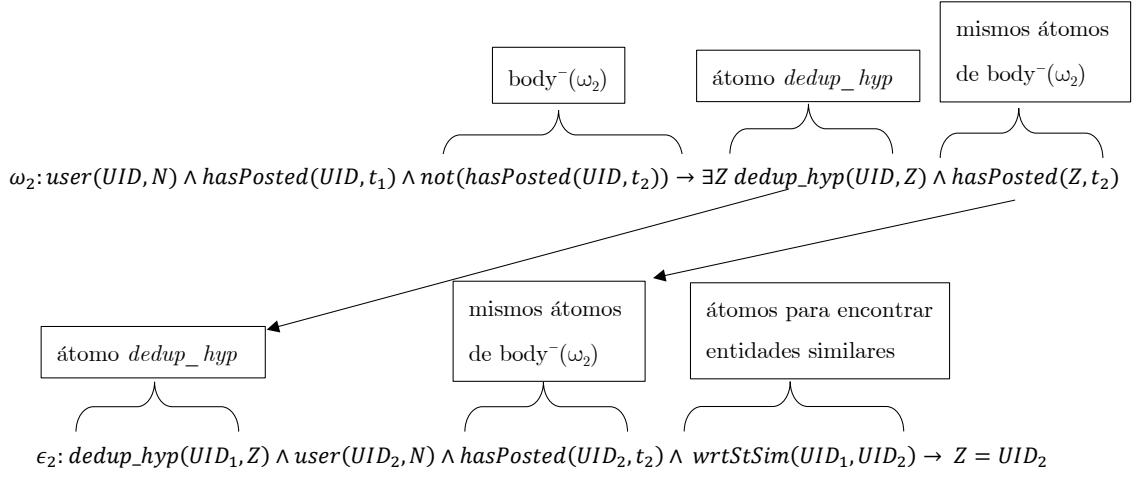 mismos átomos
de body⁻(ω₂)
body⁻(ω₂)
átomo dedup_hyp
ω₂: user(UID, N) ∧ hasPosted(UID, t₁) ∧ not(hasPosted(UID, t₂)) → ∃Z dedup_hyp(UID, Z) ∧ hasPosted(Z, t₂)
mismos átomos
de body⁻(ω₂)
átomos para encontrar
entidades similares
átomo dedup_hyp
ϵ₂: dedup_hyp(UID₁, Z) ∧ user(UID₂, N) ∧ hasPosted(UID₂, t₂) ∧ wrtStSim(UID₁, UID₂) → Z = UID₂